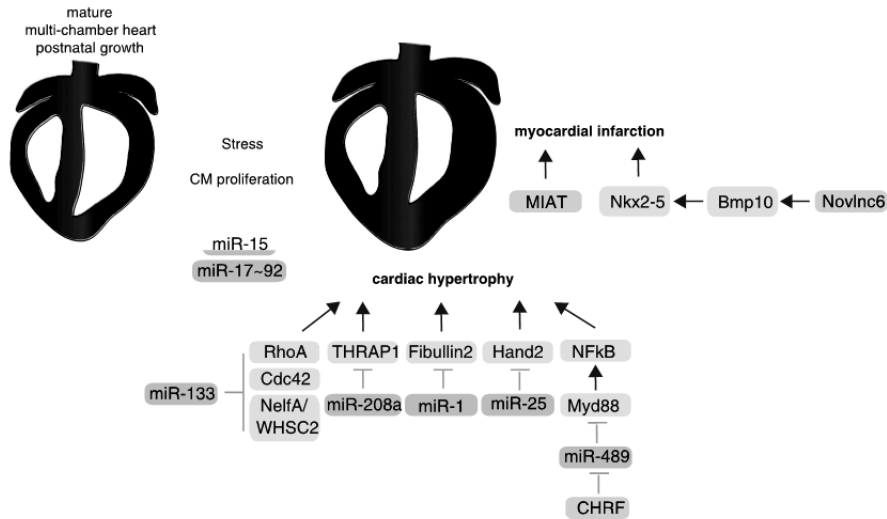 mature
multi-chamber heart
postnatal growth
Stress
CM proliferation
miR-15
miR-17~92
myocardial infarction
MIAT
Nkx2-5
Bmp10
Novlnc6
cardiac hypertrophy
RhoA
THRAP1
Fibullin2
Hand2
NFkB
Cdc42
miR-133
NelfA/
WHSC2
miR-208a
miR-1
miR-25
Myd88
miR-489
CHRF